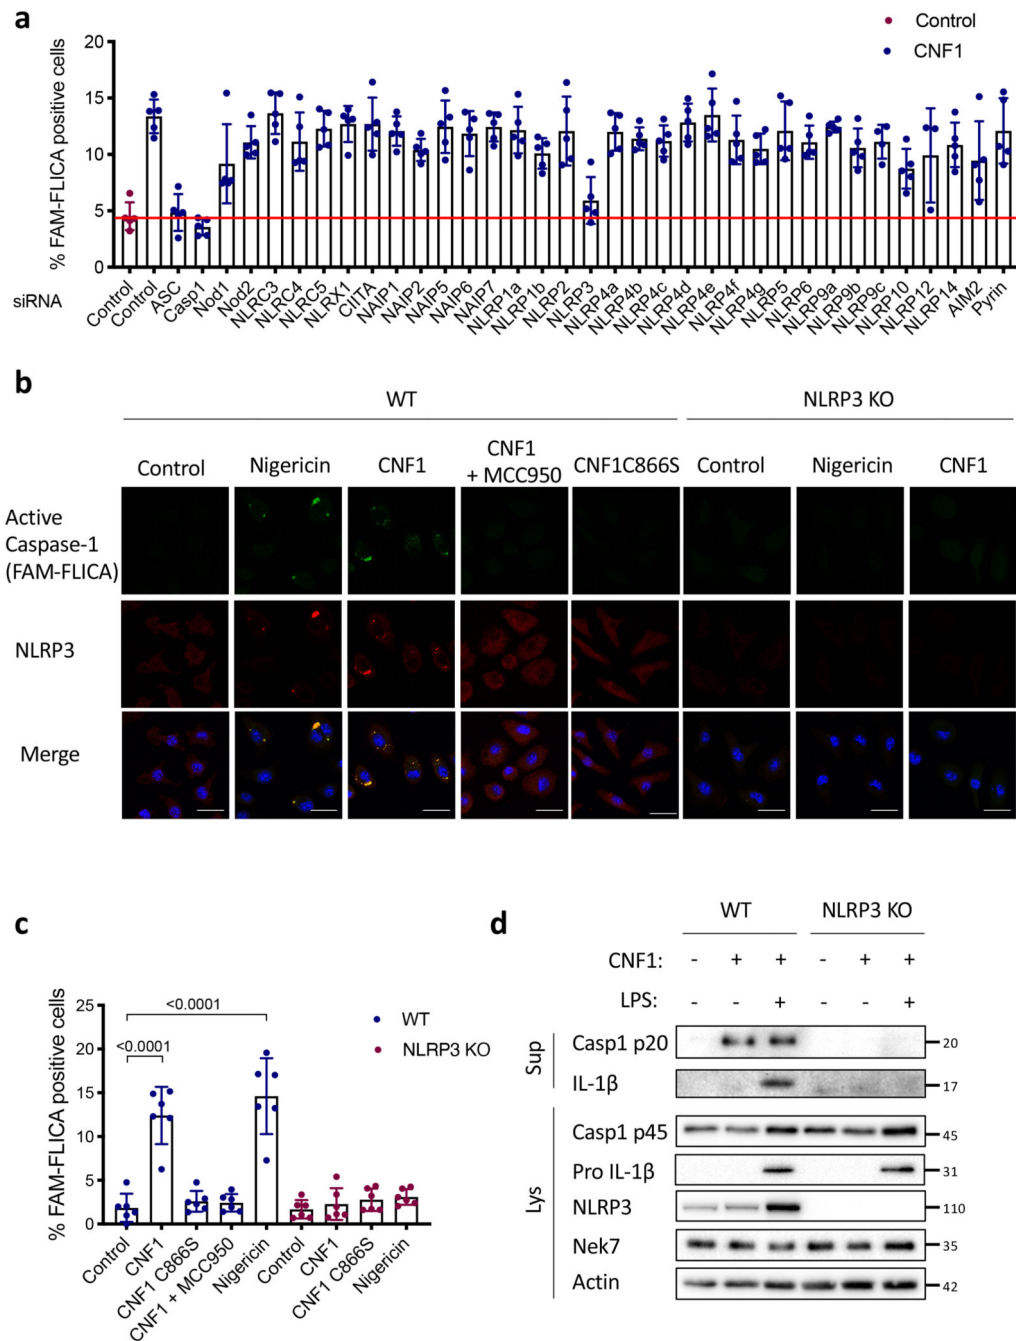 a
Control
CNF1
% FAM-FLICA positive cells
20
15
10
5
0
siRNA
Control
Control
ASC
Casp1
Nod1
Nod2
NLRC3
NLRC4
NLRC5
NLRX1
CIITA
NAIP1
NAIP2
NAIP5
NAIP6
NAIP7
NLRP1a
NLRP1b
NLRP2
NLRP3
NLRP4a
NLRP4b
NLRP4c
NLRP4d
NLRP4e
NLRP4f
NLRP4g
NLRP5
NLRP6
NLRP9a
NLRP9b
NLRP9c
NLRP10
NLRP12
NLRP14
AIM2
Pyrin
b
WT NLRP3 KO
Control Nigericin CNF1 CNF1 + MCC950 CNF1C866S Control Nigericin CNF1
Active
Caspase-1
(FAM-FLICA)
NLRP3
Merge
c
% FAM-FLICA positive cells
25
20
15
10
5
0
<0.0001
<0.0001
WT
NLRP3 KO
Control
CNF1
CNF1 C866S
CNF1 + MCC950
Nigericin
Control
CNF1
CNF1 C866S
Nigericin
d
WT NLRP3 KO
CNF1: - + + - + +
LPS: - - + - - +
Sup
Casp1 p20 20
IL-1β 17
Lys
Casp1 p45 45
Pro IL-1β 31
NLRP3 110
Nek7 35
Actin 42